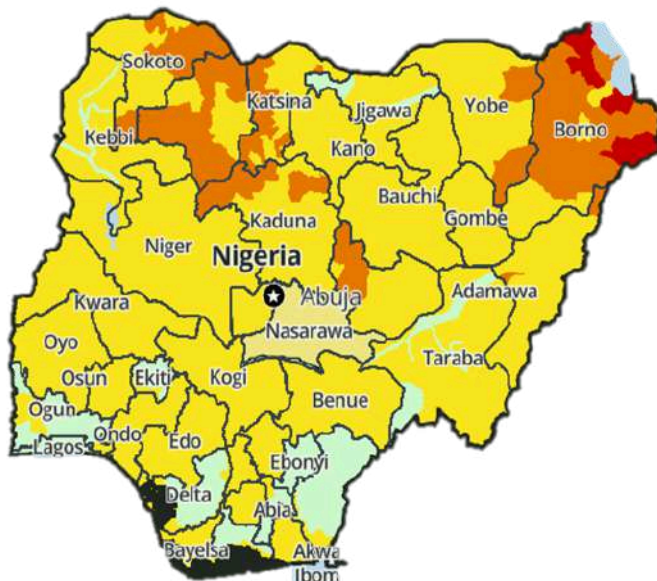 Sokoto
Katsina
Jigawa
Yobe
Borno
Kebbi
Kano
Bauchi
Gombe
Kaduna
Niger
Nigeria
Abuja
Adamawa
Kwara
Nasarawa
Oyo
Taraba
Osun
Ekiti
Kogi
Benue
Ogun
Ondo
Edo
Lagos
Ebonyi
Delta
Abia
Bayelsa
Akwa
Ibom